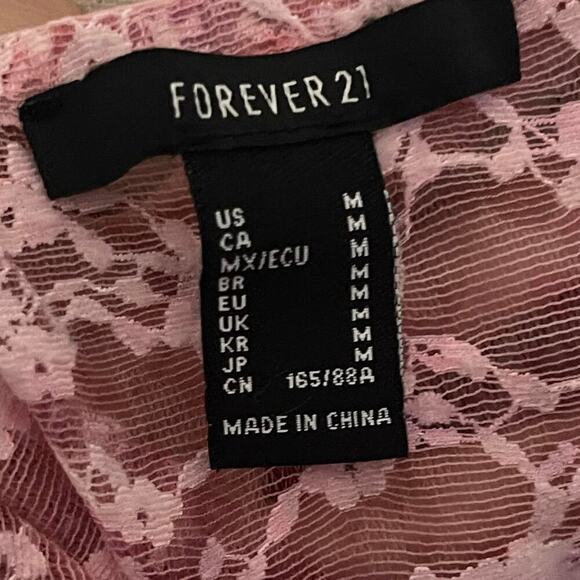 FOREVER 21
US M
CA M
MX/ECU M
BR M
EU M
UK M
KR M
JP M
CN 165/88A
MADE IN CHINA